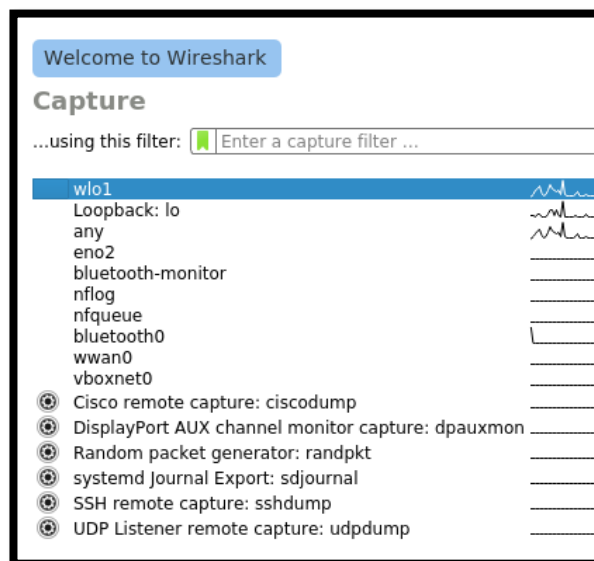 Welcome to Wireshark
Capture
...using this filter: Enter a capture filter ...
wlo1
Loopback: lo
any
eno2
bluetooth-monitor
nflog
nfqueue
bluetooth0
wwan0
vboxnet0
Cisco remote capture: ciscodump
DisplayPort AUX channel monitor capture: dpauxmon
Random packet generator: randpkt
systemd Journal Export: sdjournal
SSH remote capture: sshdump
UDP Listener remote capture: udpdump